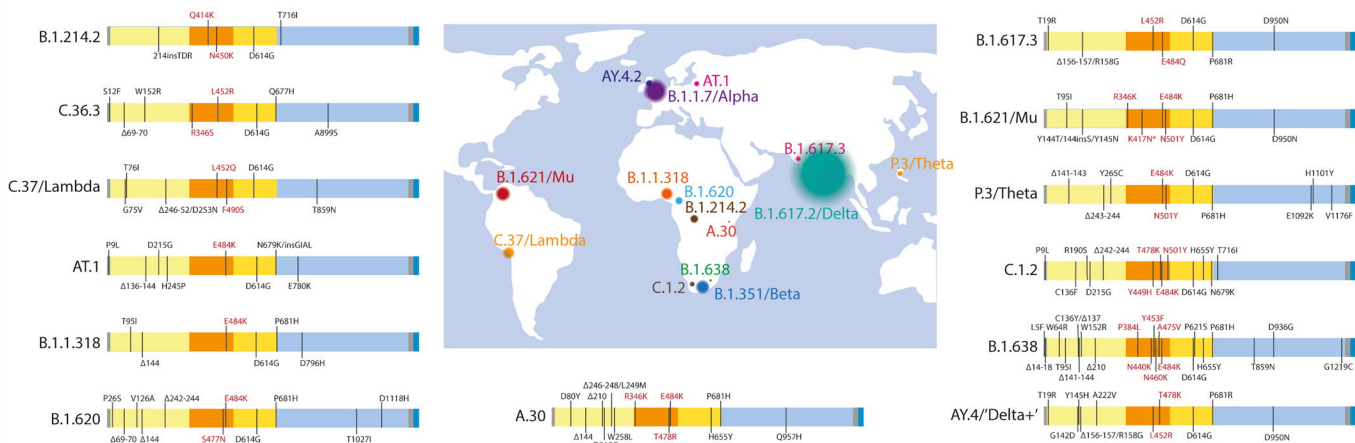 B.1.214.2
Q414K T716I
214insTDR N450K D614G
C.36.3
S12F W152R L452R Q677H
Δ69-70 R346S D614G A899S
C.37/Lambda
T76I L452Q D614G
G75V Δ246-52/D253N F490S T859N
AT.1
P9L D215G E484K N679K/insGIAL
Δ136-144 H245P D614G E780K
B.1.1.318
T95I E484K P681H
Δ144 D614G D796H
B.1.620
P26S V126A Δ242-244 E484K P681H D1118H
Δ69-70 Δ144 S477N D614G T1027I
AY.4.2
AT.1
B.1.1.7/Alpha
B.1.617.3
P.3/Theta
B.1.621/Mu
B.1.1.318
B.1.620
B.1.214.2
B.1.617.2/Delta
A.30
C.37/Lambda
B.1.638
C.1.2
B.1.351/Beta
A.30
Δ246-248/L249M
D80Y Δ210 R346K E484K P681H
Δ144 W258L T478R H655Y Q957H
B.1.617.3
T19R L452R D614G D950N
Δ156-157/R158G E484Q P681R
B.1.621/Mu
T95I R346K E484K P681H
Y144T/144insS/Y145N K417N* N501Y D614G D950N
P.3/Theta
Δ141-143 Y265C E484K D614G H1101Y
Δ243-244 N501Y P681H E1092K V1176F
C.1.2
P9L R190S Δ242-244 T478K N501Y H655Y T716I
C136F D215G Y449H E484K D614G N679K
B.1.638
C136Y/Δ137 Y453F
L5F W64R W152R P384L A475V P621S P681H D936G
Δ14-18 T95I Δ210 N440K E484K H655Y T859N G1219C
Δ141-144 N460K D614G
AY.4/'Delta+'
T19R Y145H A222V T478K P681R
G142D Δ156-157/R158G L452R D614G D950N